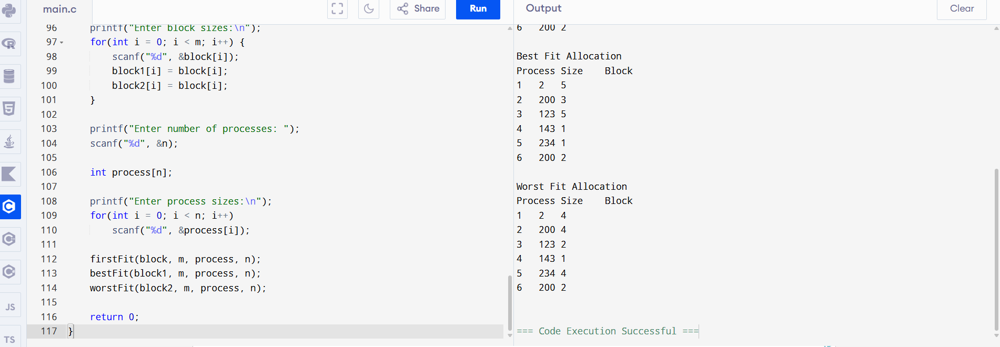 main.c
Share
Run
Output
Clear
96 printf("Enter block sizes:\n");
97 for(int i = 0; i < m; i++) {
98 scanf("%d", &block[i]);
99 block1[i] = block[i];
100 block2[i] = block[i];
101 }
102
103 printf("Enter number of processes: ");
104 scanf("%d", &n);
105
106 int process[n];
107
108 printf("Enter process sizes:\n");
109 for(int i = 0; i < n; i++)
110 scanf("%d", &process[i]);
111
112 firstFit(block, m, process, n);
113 bestFit(block1, m, process, n);
114 worstFit(block2, m, process, n);
115
116 return 0;
117 }
6 200 2
Best Fit Allocation
Process Size Block
1 2 5
2 200 3
3 123 5
4 143 1
5 234 1
6 200 2
Worst Fit Allocation
Process Size Block
1 2 4
2 200 4
3 123 2
4 143 1
5 234 4
6 200 2
=== Code Execution Successful ===
R
5
C
C
C
JS
TS